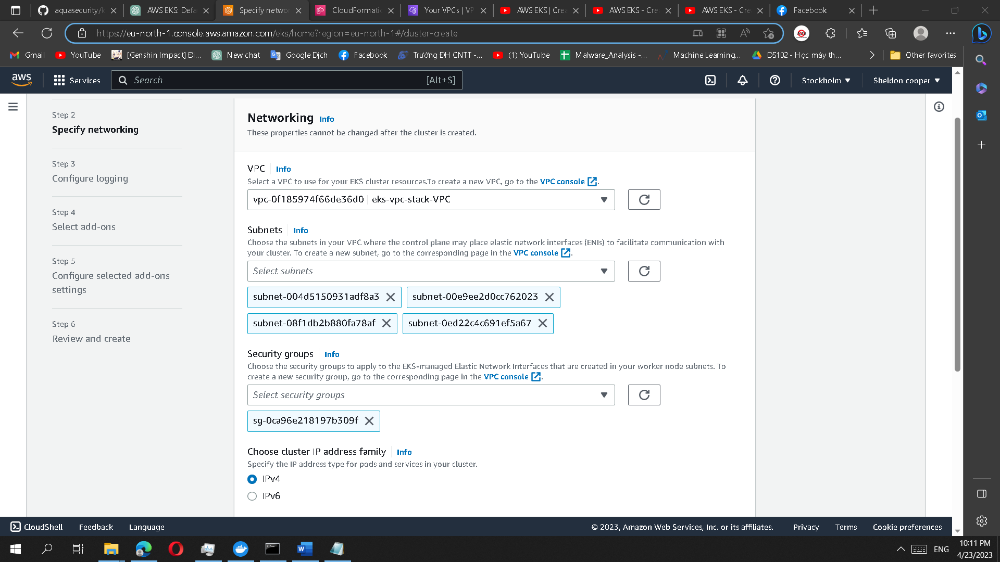 aquasecurity/k
AWS EKS: Defa
Specify netwo
CloudFormatic
Your VPCs | VP
AWS EKS | Crea
AWS EKS - Cre
AWS EKS - Cre
Facebook
https://eu-north-1.console.aws.amazon.com/eks/home?region=eu-north-1#/cluster-create
Gmail
YouTube
[Genshin Impact] Đi...
New chat
Google Dịch
Facebook
Trường ĐH CNTT -...
(1) YouTube
Malware_Analysis -...
Machine Learning...
DS102 - Học máy th...
Other favorites
aws
Services
Search
[Alt+S]
Stockholm
Sheldon cooper
Step 2
Specify networking
Step 3
Configure logging
Step 4
Select add-ons
Step 5
Configure selected add-ons
settings
Step 6
Review and create
Networking Info
These properties cannot be changed after the cluster is created.
VPC Info
Select a VPC to use for your EKS cluster resources.To create a new VPC, go to the VPC console.
vpc-0f185974f66de36d0 | eks-vpc-stack-VPC
Subnets Info
Choose the subnets in your VPC where the control plane may place elastic network interfaces (ENIs) to facilitate communication with
your cluster. To create a new subnet, go to the corresponding page in the VPC console.
Select subnets
subnet-004d5150931adf8a3
subnet-00e9ee2d0cc762023
subnet-08f1db2b880fa78af
subnet-0ed22c4c691ef5a67
Security groups Info
Choose the security groups to apply to the EKS-managed Elastic Network Interfaces that are created in your worker node subnets. To
create a new security group, go to the corresponding page in the VPC console.
Select security groups
sg-0ca96e218197b309f
Choose cluster IP address family Info
Specify the IP address type for pods and services in your cluster.
IPv4
IPv6
CloudShell
Feedback
Language
© 2023, Amazon Web Services, Inc. or its affiliates.
Privacy
Terms
Cookie preferences
ENG
10:11 PM
4/23/2023